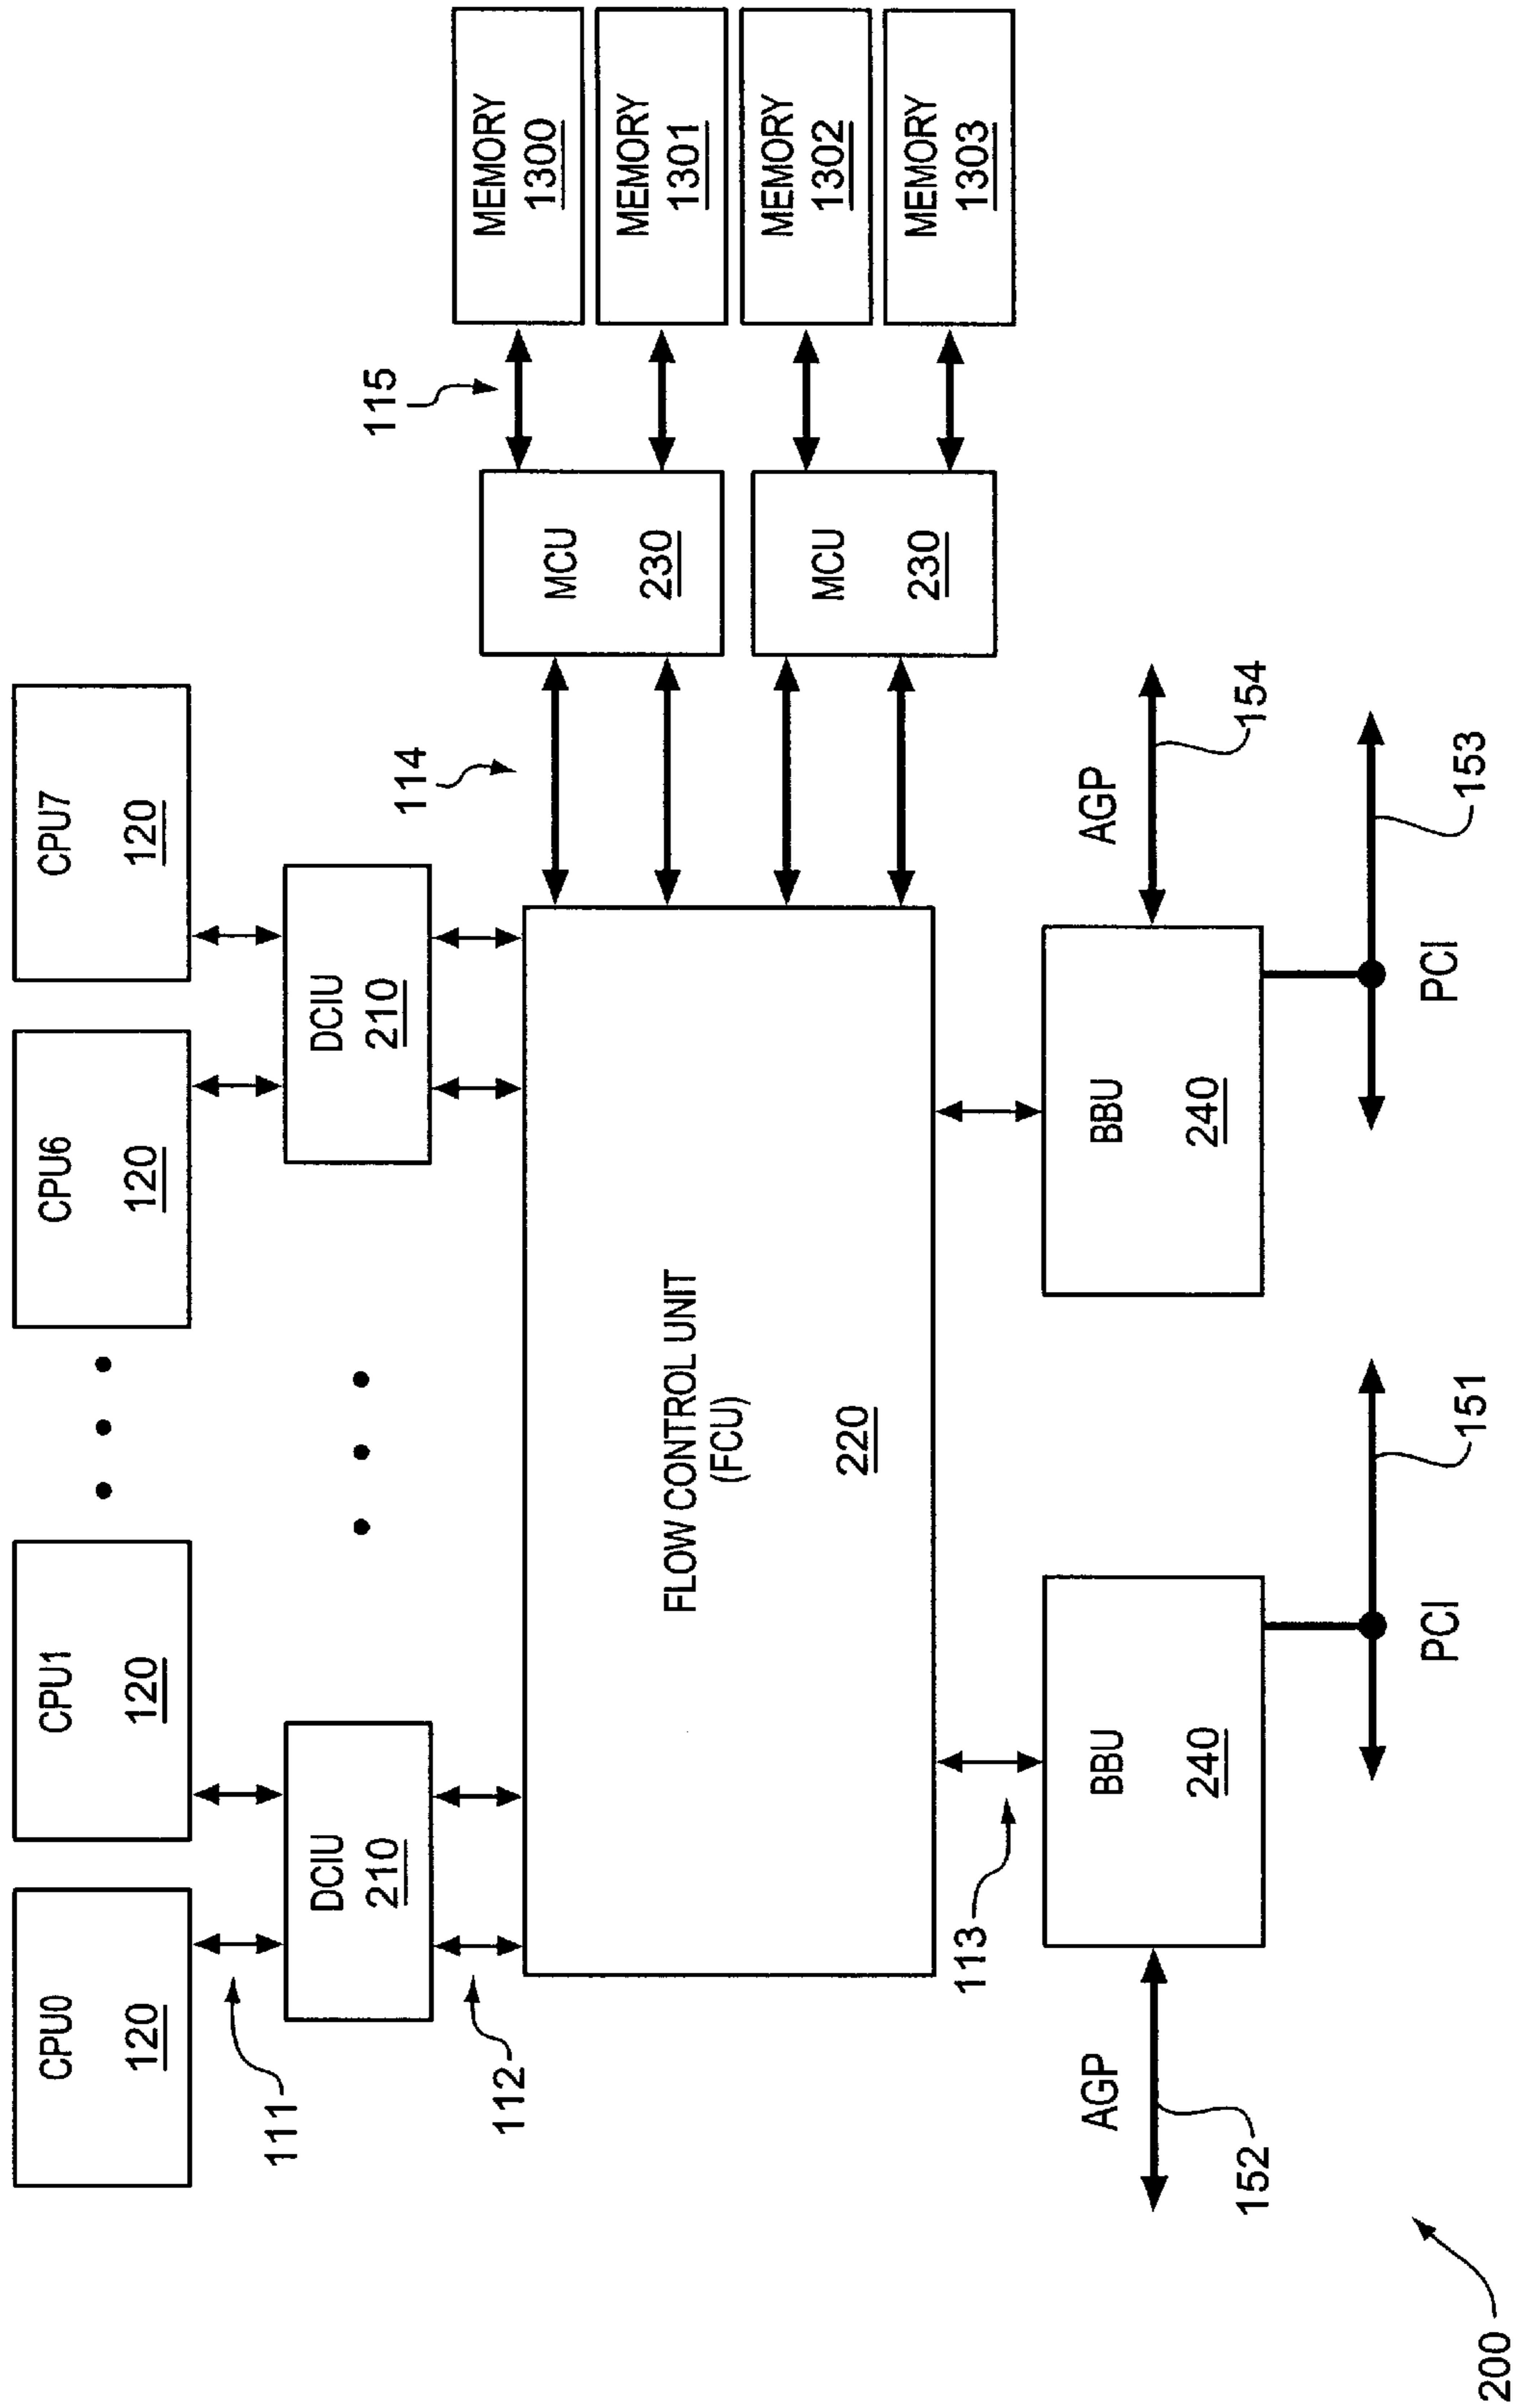 CPU0
120
CPU1
120
CPU6
120
CPU7
120
111
DCIU
210
DCIU
210
112
114
115
FLOW CONTROL UNIT
(FCU)
220
MCU
230
MCU
230
MEMORY
1300
MEMORY
1301
MEMORY
1302
MEMORY
1303
113
AGP
152
BBU
240
BBU
240
AGP
154
PCI
151
PCI
153
200